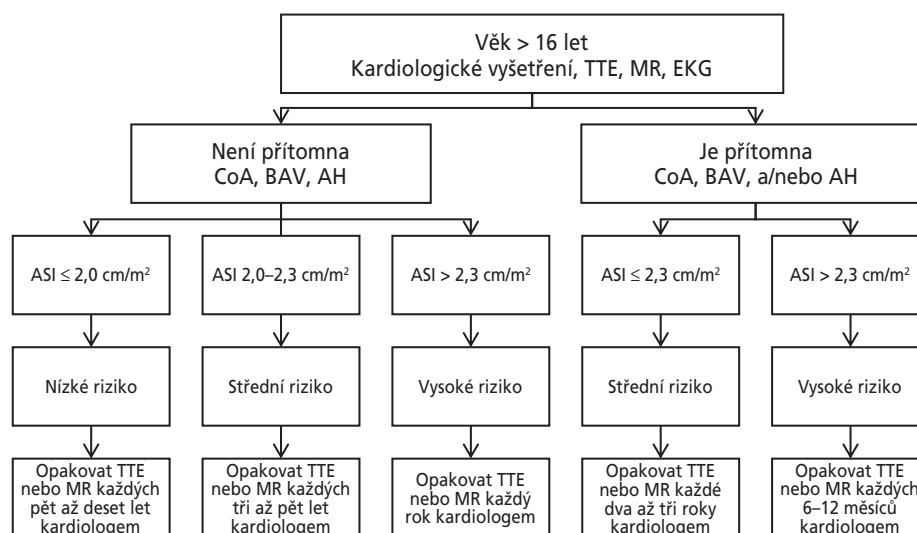 Věk > 16 let
Kardiologické vyšetření, TTE, MR, EKG
Není přítomna
CoA, BAV, AH
Je přítomna
CoA, BAV, a/nebo AH
ASI ≤ 2,0 cm/m²
ASI 2,0–2,3 cm/m²
ASI > 2,3 cm/m²
ASI ≤ 2,3 cm/m²
ASI > 2,3 cm/m²
Nízké riziko
Střední riziko
Vysoké riziko
Střední riziko
Vysoké riziko
Opakovat TTE
nebo MR každých
pět až deset let
kardiologem
Opakovat TTE
nebo MR každých
tři až pět let
kardiologem
Opakovat TTE
nebo MR každý
rok kardiologem
Opakovat TTE
nebo MR každé
dva až tři roky
kardiologem
Opakovat TTE
nebo MR každých
6–12 měsíců
kardiologem